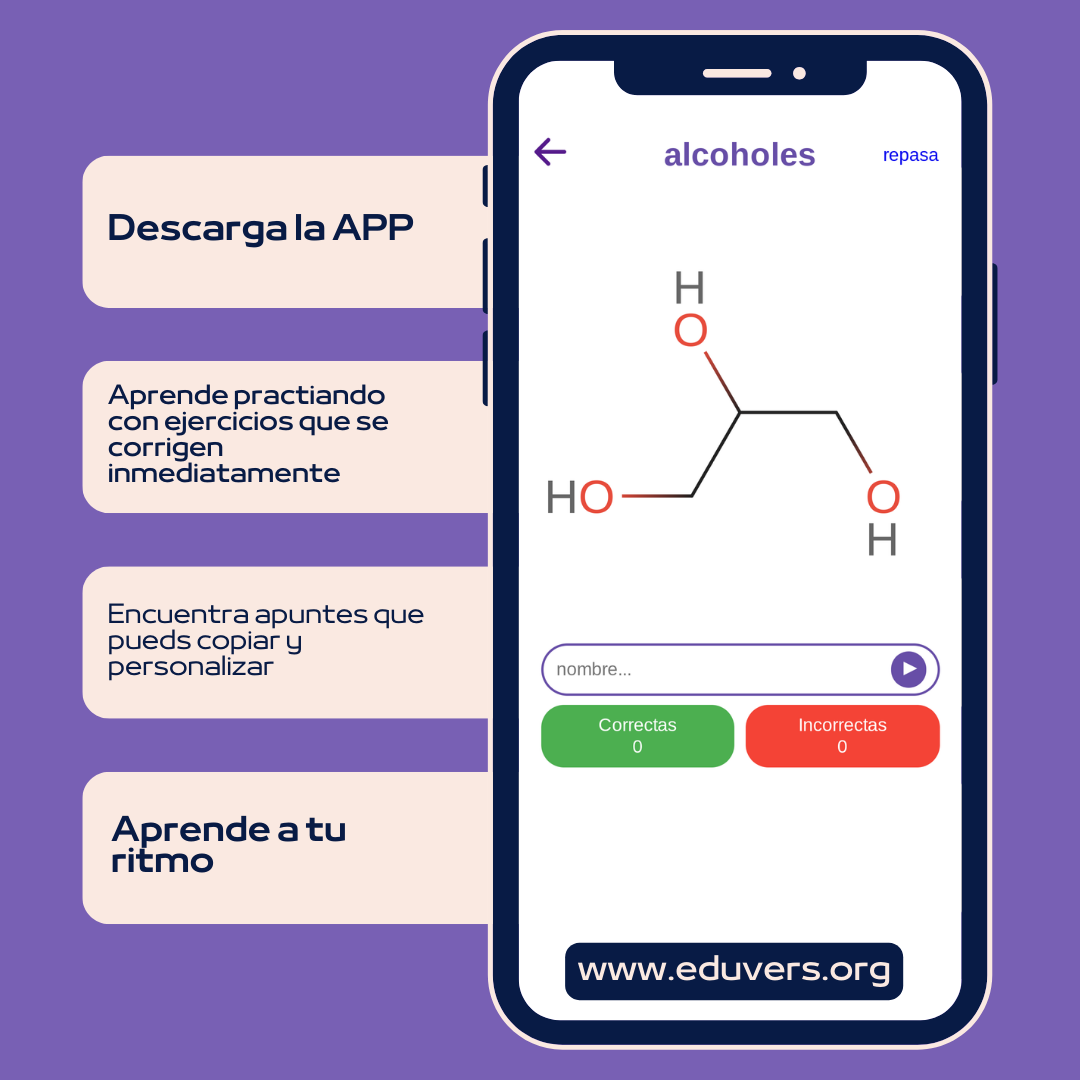 Descarga la APP
Aprende practiando
con ejercicios que se
corrigen
inmediatamente
Encuentra apuntes que
pueds copiar y
personalizar
Aprende a tu
ritmo
alcoholes
repasa
H
O
HO
O
H
nombre...
Correctas
0
Incorrectas
0
www.eduvers.org